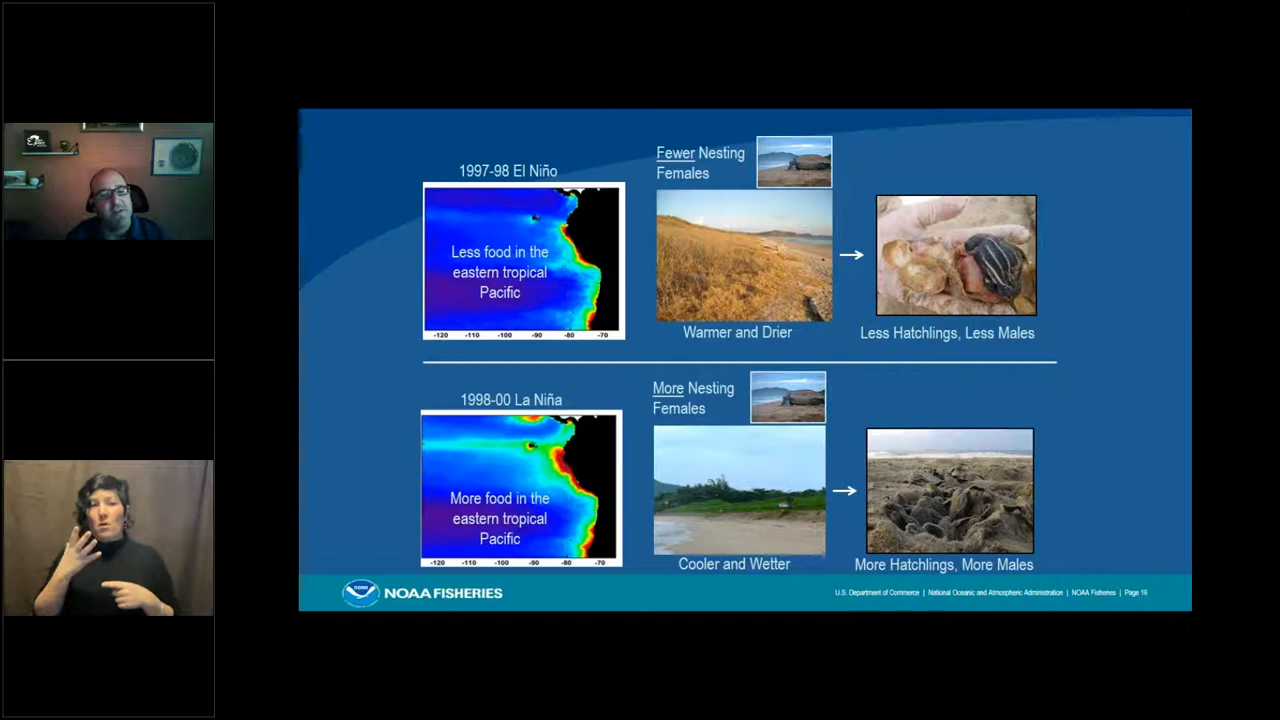 1997-98 El Niño
Less food in the
eastern tropical
Pacific
-120 -110 -100 -90 -80 -70
Fewer Nesting
Females
Warmer and Drier
Less Hatchlings, Less Males
1998-00 La Niña
More food in the
eastern tropical
Pacific
-120 -110 -100 -90 -80 -70
More Nesting
Females
Cooler and Wetter
More Hatchlings, More Males
NOAA
NOAA FISHERIES
U.S. Department of Commerce | National Oceanic and Atmospheric Administration | NOAA Fisheries | Page 16